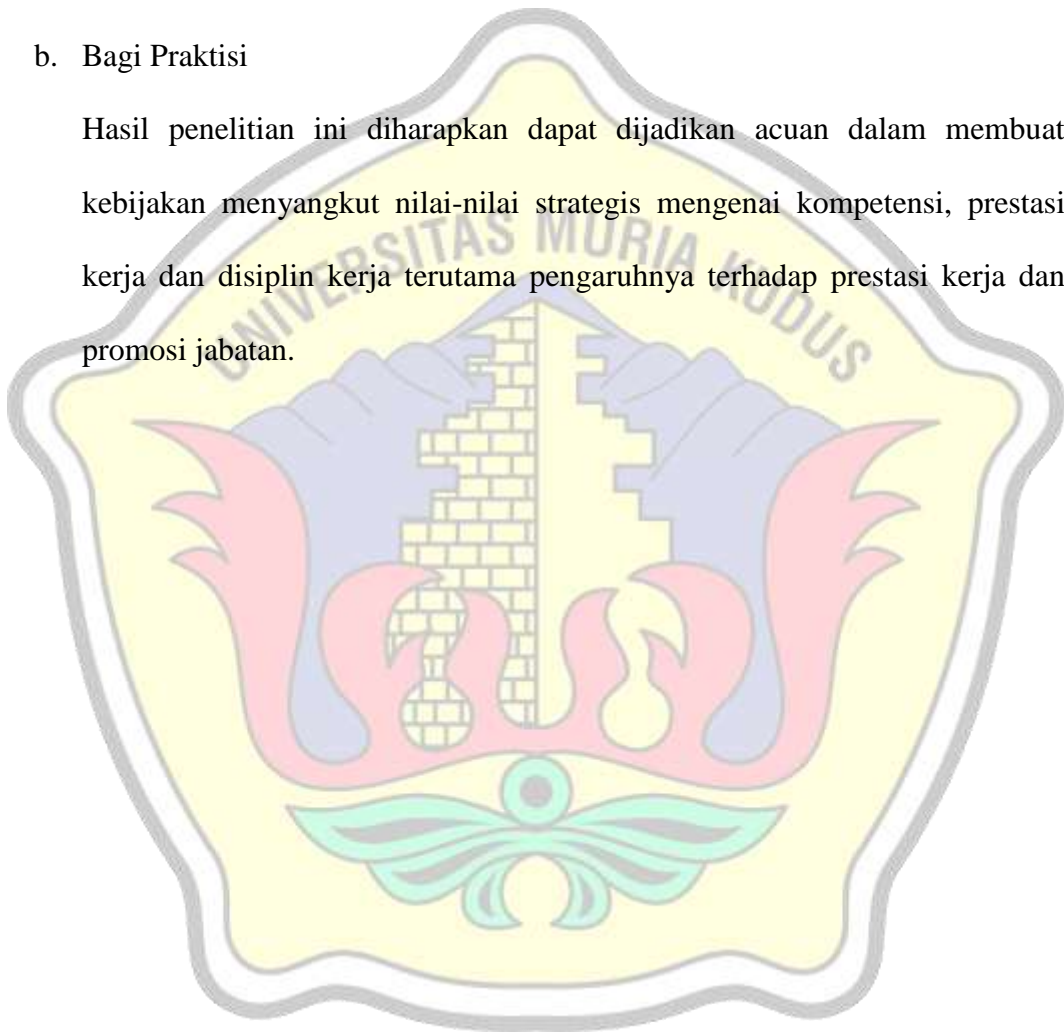 b. Bagi Praktisi
Hasil penelitian ini diharapkan dapat dijadikan acuan dalam membuat
kebijakan menyangkut nilai-nilai strategis mengenai kompetensi, prestasi
kerja dan disiplin kerja terutama pengaruhnya terhadap prestasi kerja dan
promosi jabatan.
UNIVERSITAS MURIA KUDUS